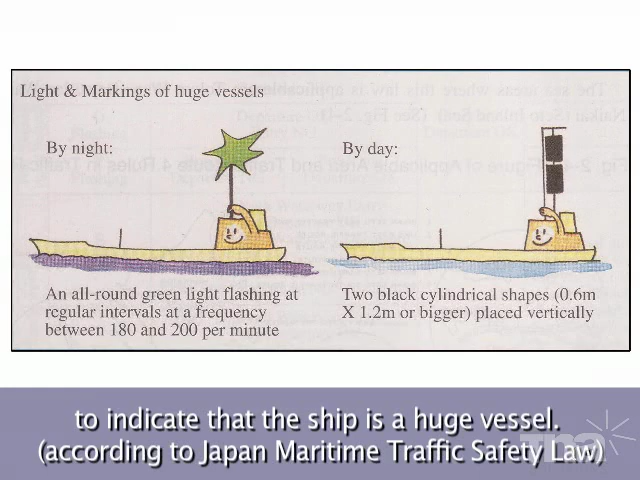 Light & Markings of huge vessels
By night:
By day:
An all-round green light flashing at
regular intervals at a frequency
between 180 and 200 per minute
Two black cylindrical shapes (0.6m
X 1.2m or bigger) placed vertically
to indicate that the ship is a huge vessel.
(according to Japan Maritime Traffic Safety Law)